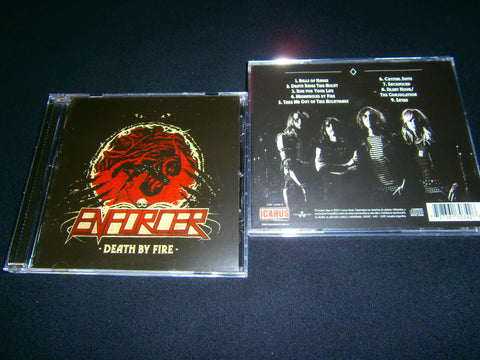 ENFORCER
· DEATH BY FIRE ·
1. Bells of Hades
2. Death Rides This Night
3. Run for Your Life
4. Mesmerized by Fire
5. Take Me Out of This Nightmare
6. Crystal Suite
7. Sacrificed
8. Silent Hour/
The Conjugation
9. Satan
ICARUS